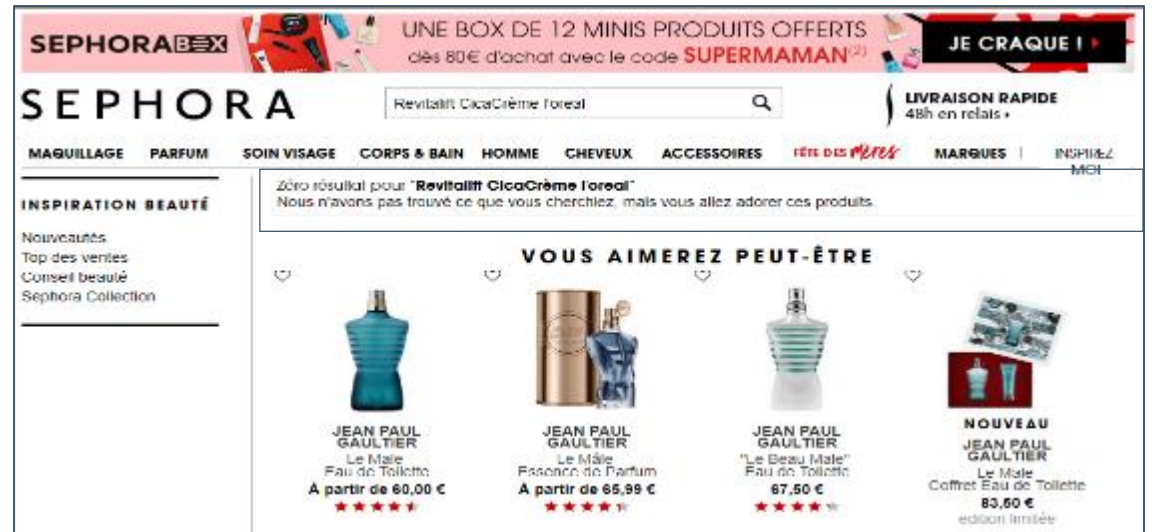 SEPHORABOX
UNE BOX DE 12 MINIS PRODUITS OFFERTS
dès 80€ d'achat avec le code SUPERMAMAN(2)
JE CRAQUE !
SEPHORA
Revitalift CicaCrème l'oreal
LIVRAISON RAPIDE
48h en relais
MAQUILLAGE PARFUM SOIN VISAGE CORPS & BAIN HOMME CHEVEUX ACCESSOIRES FÊTE DES MÈRES MARQUES | INSPIREZ MOI
INSPIRATION BEAUTÉ
Nouveautés
Top des ventes
Conseil beauté
Sephora Collection
Zéro résultat pour "Revitalift CicaCrème l'oreal"
Nous n'avons pas trouvé ce que vous cherchiez, mais vous allez adorer ces produits.
VOUS AIMEREZ PEUT-ÊTRE
JEAN PAUL
GAULTIER
Le Male
Eau de Toilette
À partir de 60,00 €
JEAN PAUL
GAULTIER
Le Mâle
Essence de Parfum
À partir de 65,99 €
JEAN PAUL
GAULTIER
"Le Beau Male"
Eau de Toilette
67,50 €
NOUVEAU
JEAN PAUL
GAULTIER
Le Male
Coffret Eau de Toilette
83,50 €
edition limitée